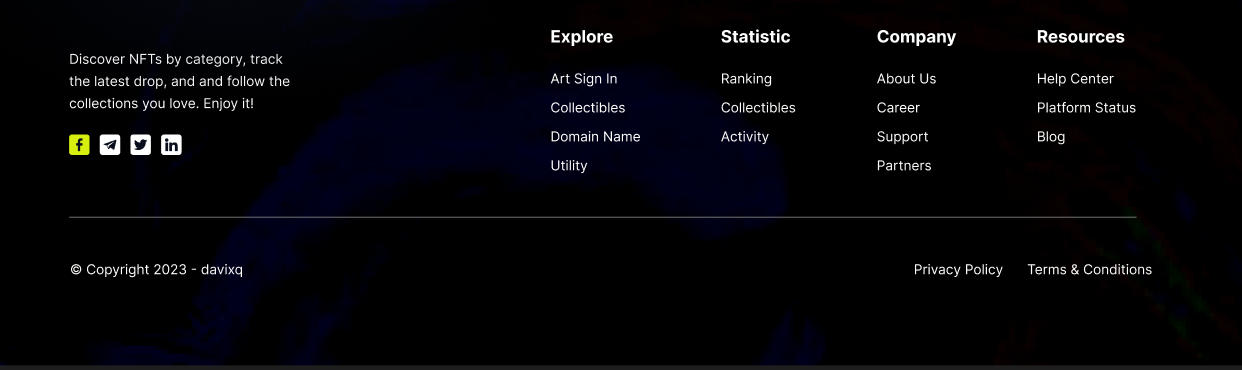 Discover NFTs by category, track
the latest drop, and and follow the
collections you love. Enjoy it!
Explore
Art Sign In
Collectibles
Domain Name
Utility
Statistic
Ranking
Collectibles
Activity
Company
About Us
Career
Support
Partners
Resources
Help Center
Platform Status
Blog
© Copyright 2023 - davixq
Privacy Policy
Terms & Conditions